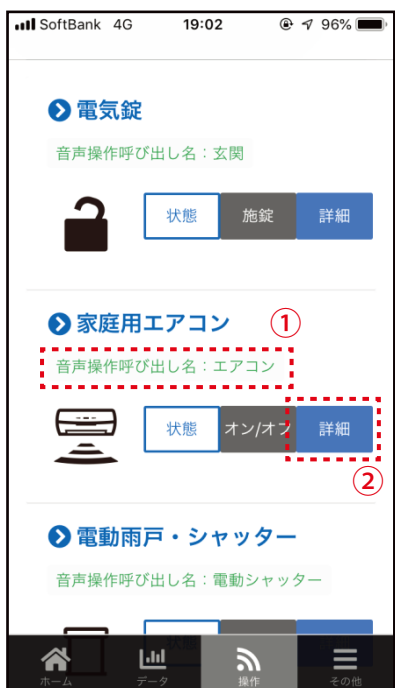 SoftBank 4G 19:02 96%
電気錠
音声操作呼び出し名：玄関
状態 施錠 詳細
家庭用エアコン ①
音声操作呼び出し名：エアコン
状態 オン/オフ 詳細
②
電動雨戸・シャッター
音声操作呼び出し名：電動シャッター
ホーム データ 操作 その他